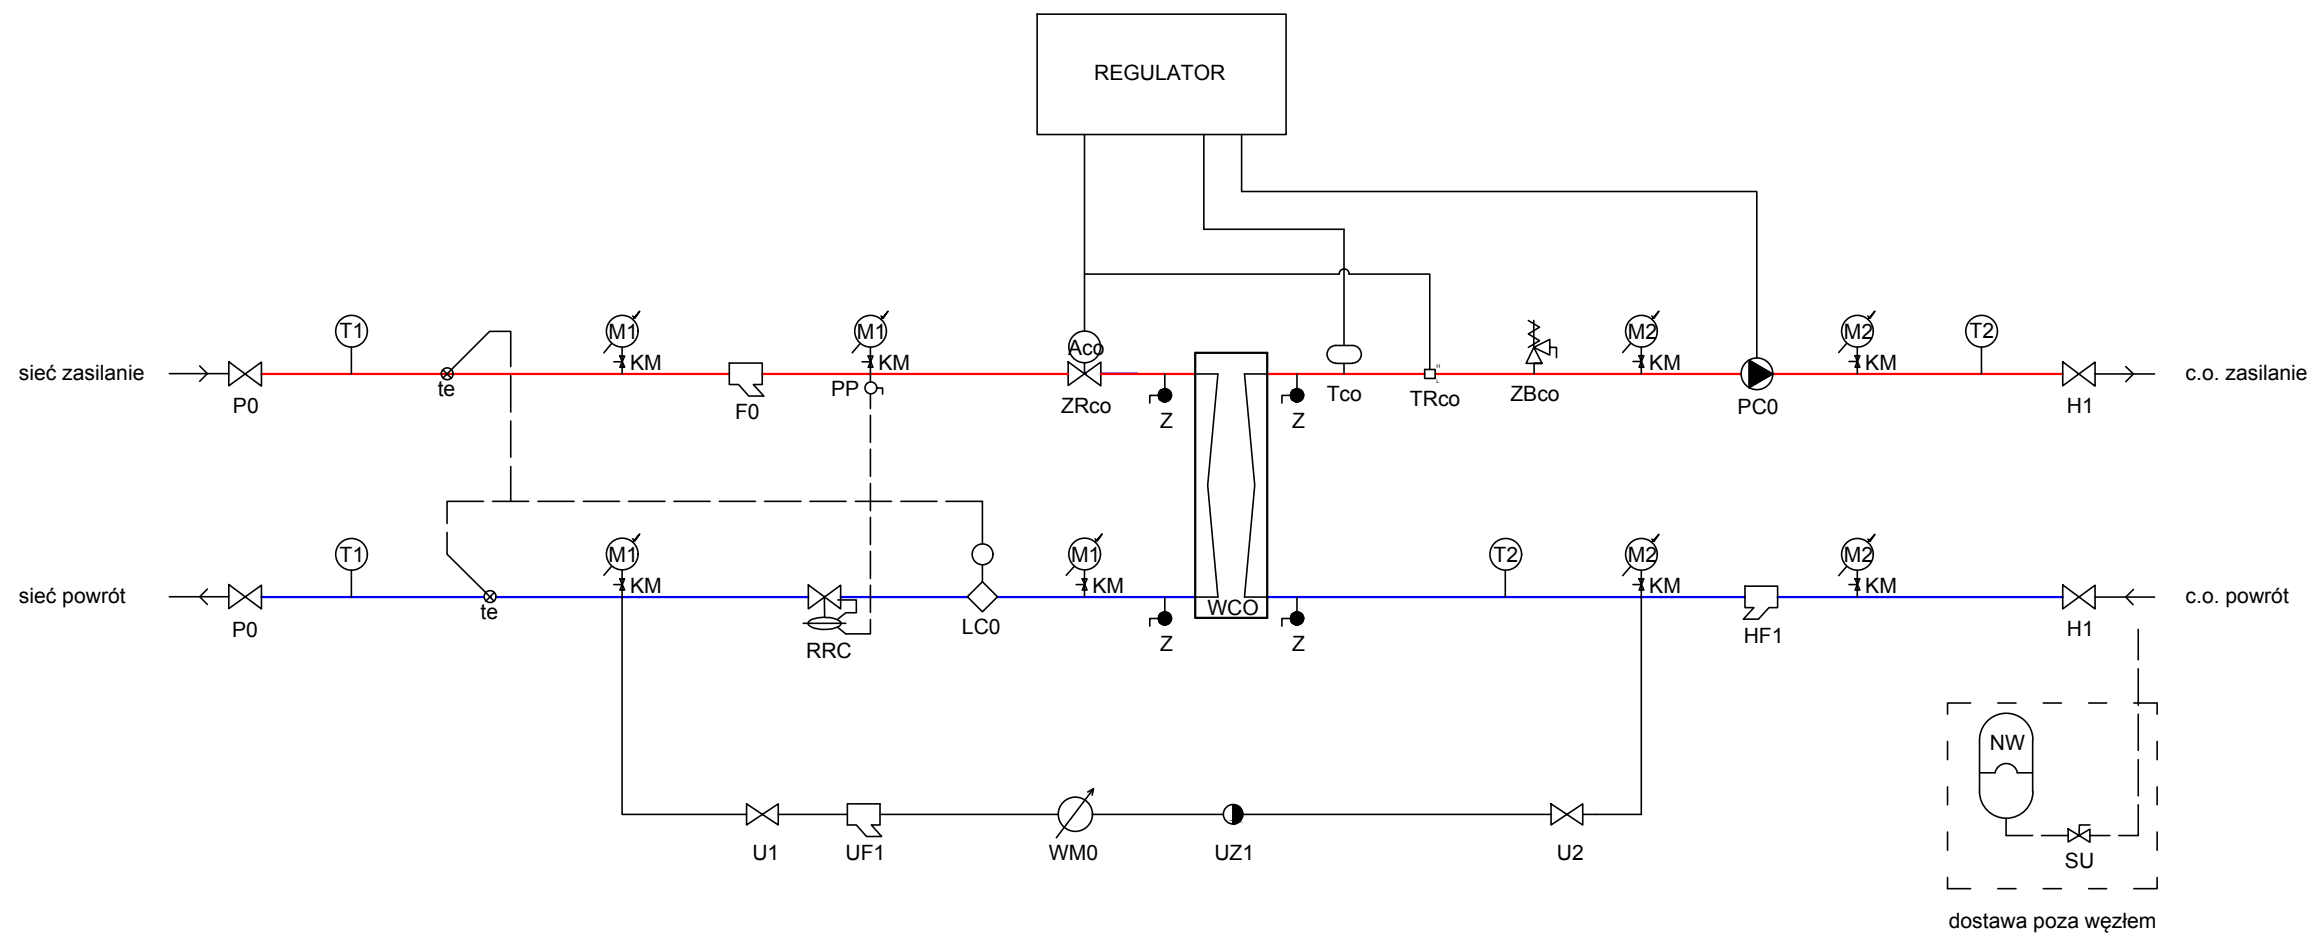 REGULATOR
T1
M1
M1
Aco
M2
M2
T2
KM
KM
KM
KM
sieć zasilanie
c.o. zasilanie
P0
te
F0
PP
ZRco
Z
Z
Tco
TRco
H
L
ZBco
PC0
H1
T1
M1
M1
T2
M2
M2
KM
KM
KM
KM
sieć powrót
c.o. powrót
P0
te
RRC
LC0
Z
WCO
Z
HF1
H1
NW
U1
UF1
WM0
UZ1
U2
SU
dostawa poza węzłem